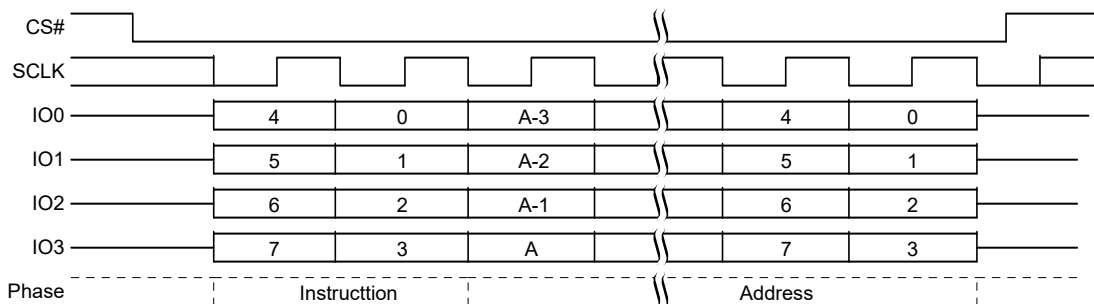 CS#
SCLK
IO0 4 0 A-3 4 0
IO1 5 1 A-2 5 1
IO2 6 2 A-1 6 2
IO3 7 3 A 7 3
Phase Instructtion Address